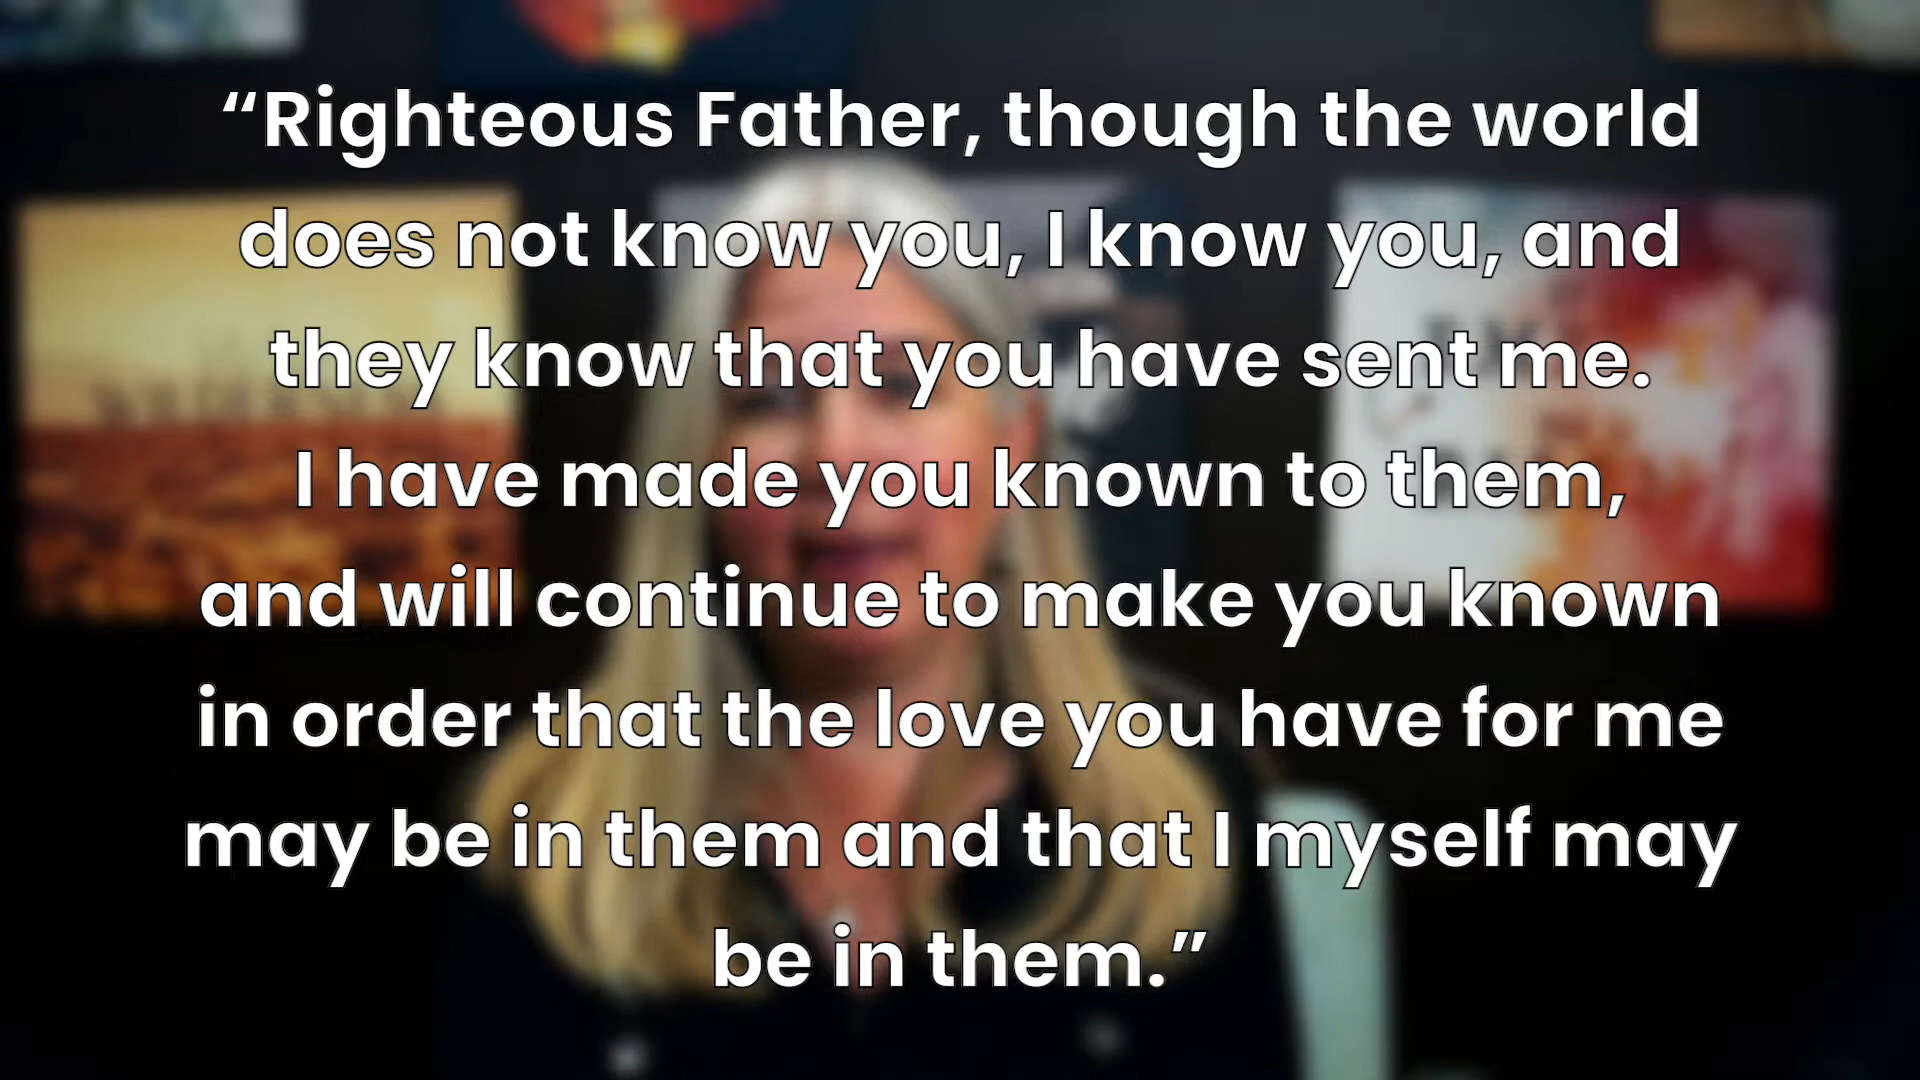 “Righteous Father, though the world
does not know you, I know you, and
they know that you have sent me.
I have made you known to them,
and will continue to make you known
in order that the love you have for me
may be in them and that I myself may
be in them.”